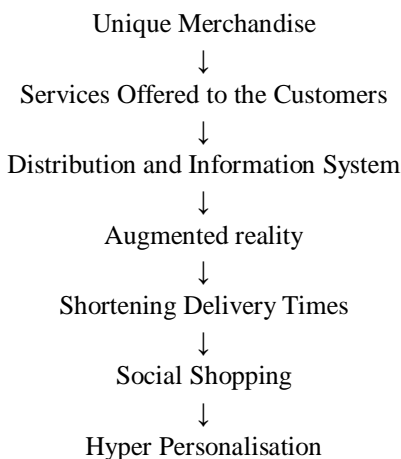 Unique Merchandise
↓
Services Offered to the Customers
↓
Distribution and Information System
↓
Augmented reality
↓
Shortening Delivery Times
↓
Social Shopping
↓
Hyper Personalisation